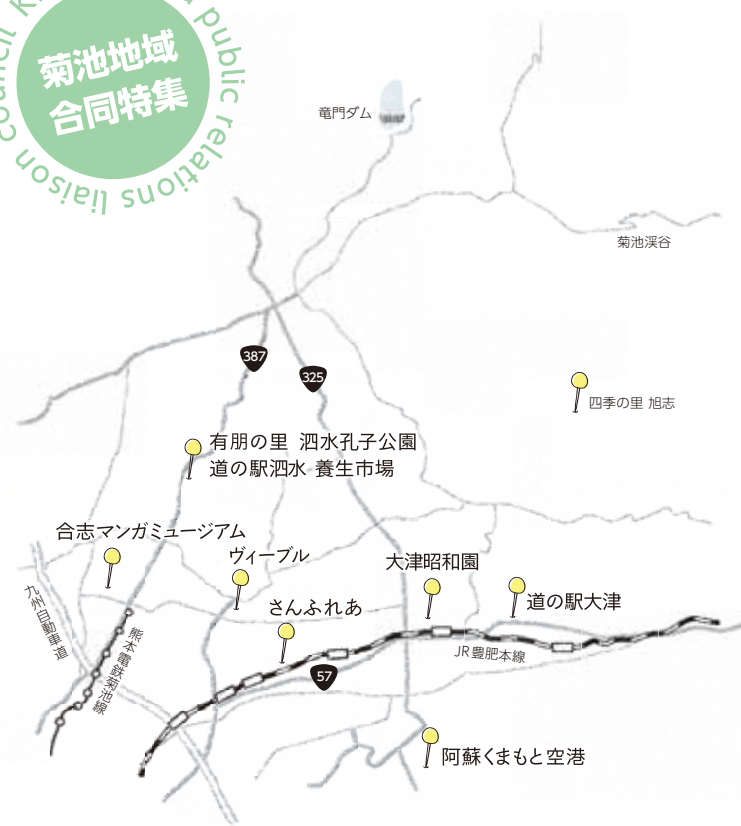 council
public relations liaison
菊池地域
合同特集
竜門ダム
菊池渓谷
387
325
四季の里 旭志
有朋の里 泗水孔子公園
道の駅泗水 養生市場
合志マンガミュージアム
ヴィーブル
大津昭和園
道の駅大津
さんふれあ
九州自動車道
熊本電鉄菊池線
JR豊肥本線
57
阿蘇くまもと空港